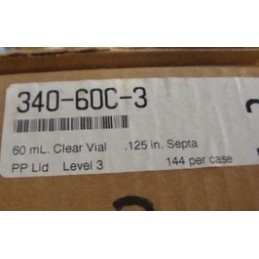 340-60C-3
60 mL. Clear Vial .125 in. Septa
PP Lid Level 3 144 per case